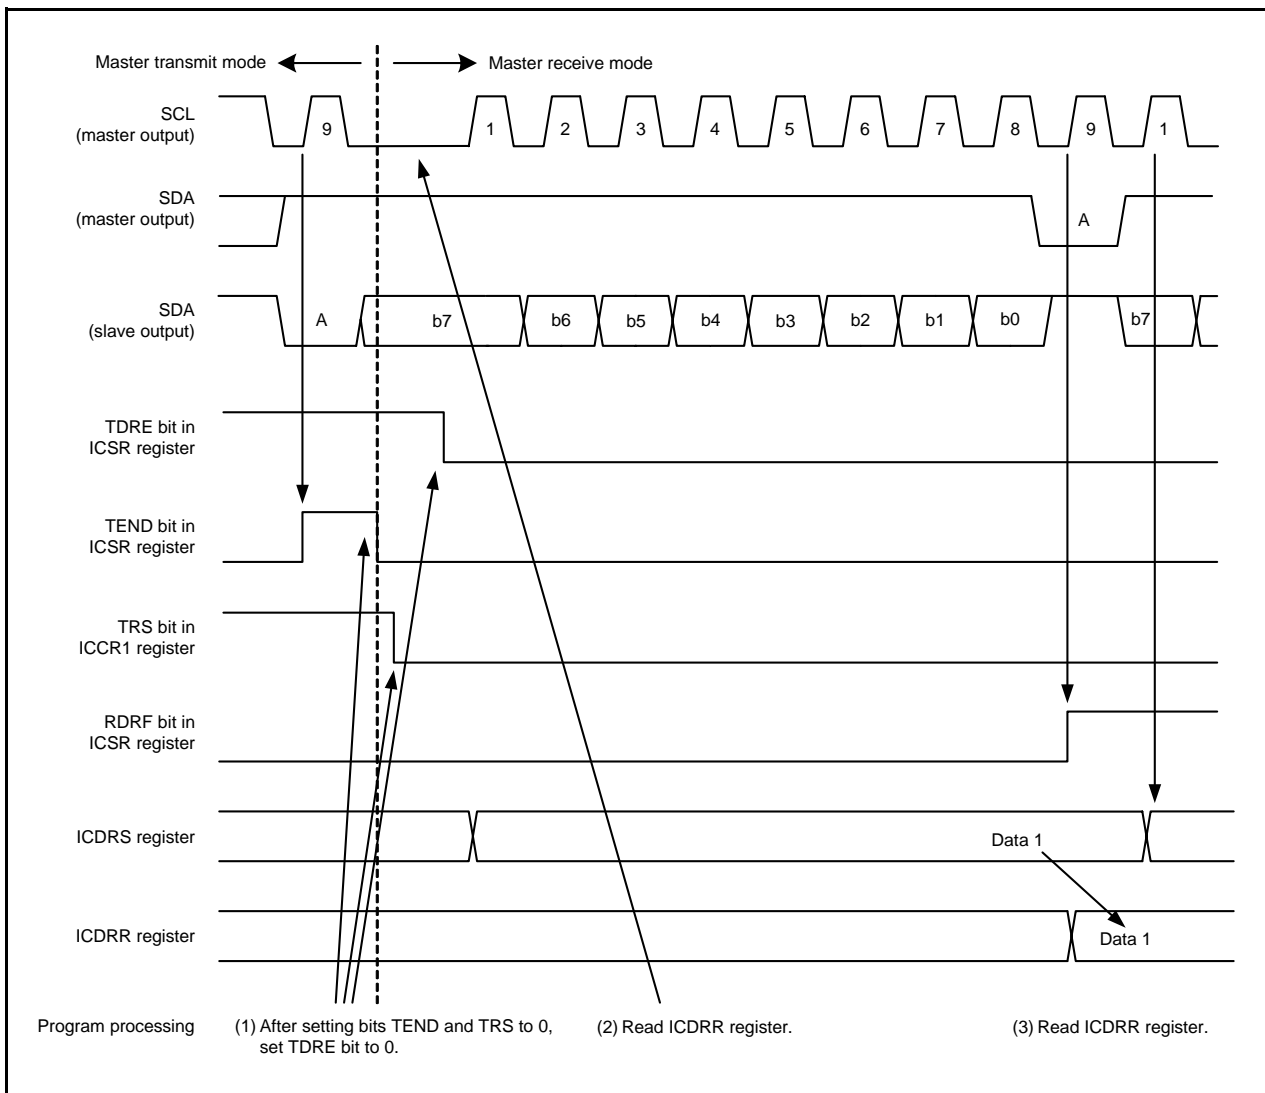 Master transmit mode
Master receive mode
SCL
(master output)
9
1
2
3
4
5
6
7
8
9
1
SDA
(master output)
A
SDA
(slave output)
A
b7
b6
b5
b4
b3
b2
b1
b0
b7
TDRE bit in
ICSR register
TEND bit in
ICSR register
TRS bit in
ICCR1 register
RDRF bit in
ICSR register
ICDRS register
Data 1
ICDRR register
Data 1
Program processing
(1) After setting bits TEND and TRS to 0,
set TDRE bit to 0.
(2) Read ICDRR register.
(3) Read ICDRR register.